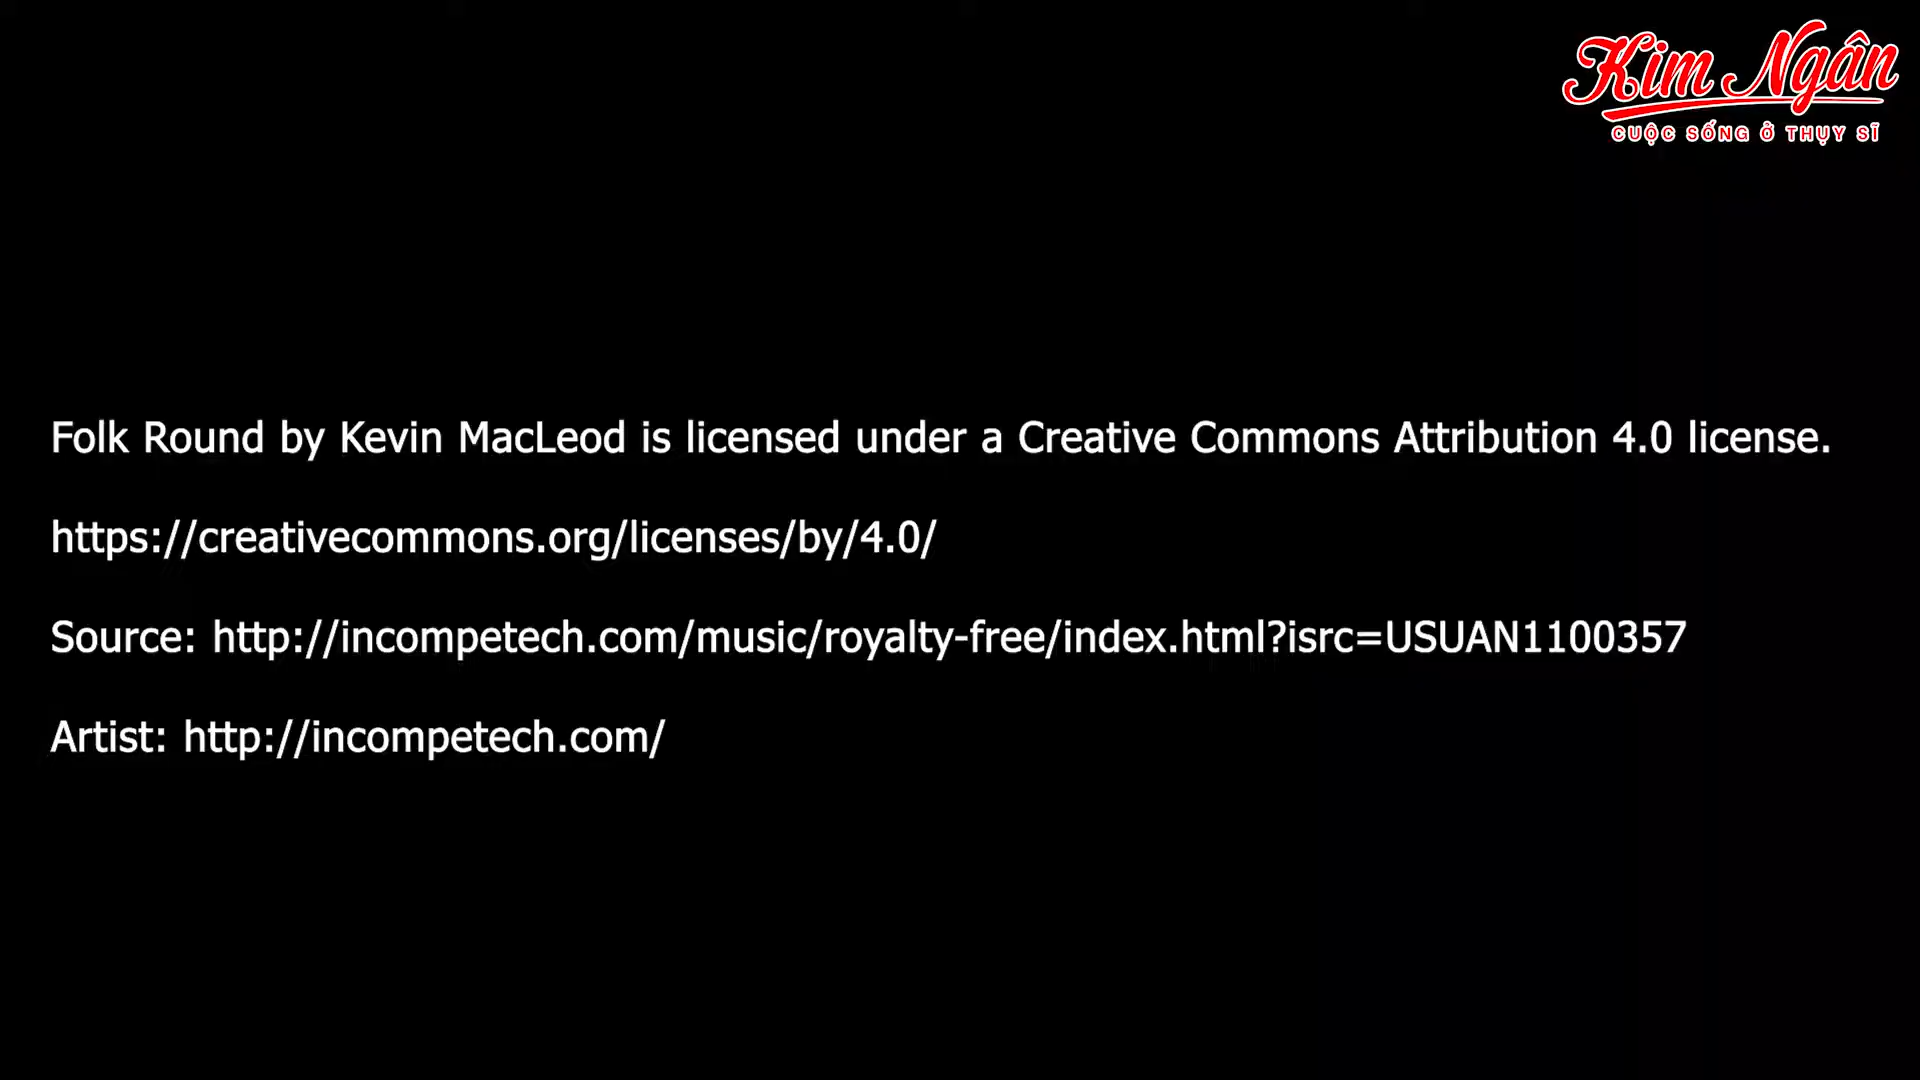 Kim Ngân
CUỘC SỐNG Ở THỤY SĨ
Folk Round by Kevin MacLeod is licensed under a Creative Commons Attribution 4.0 license.
https://creativecommons.org/licenses/by/4.0/
Source: http://incompetech.com/music/royalty-free/index.html?isrc=USUAN1100357
Artist: http://incompetech.com/